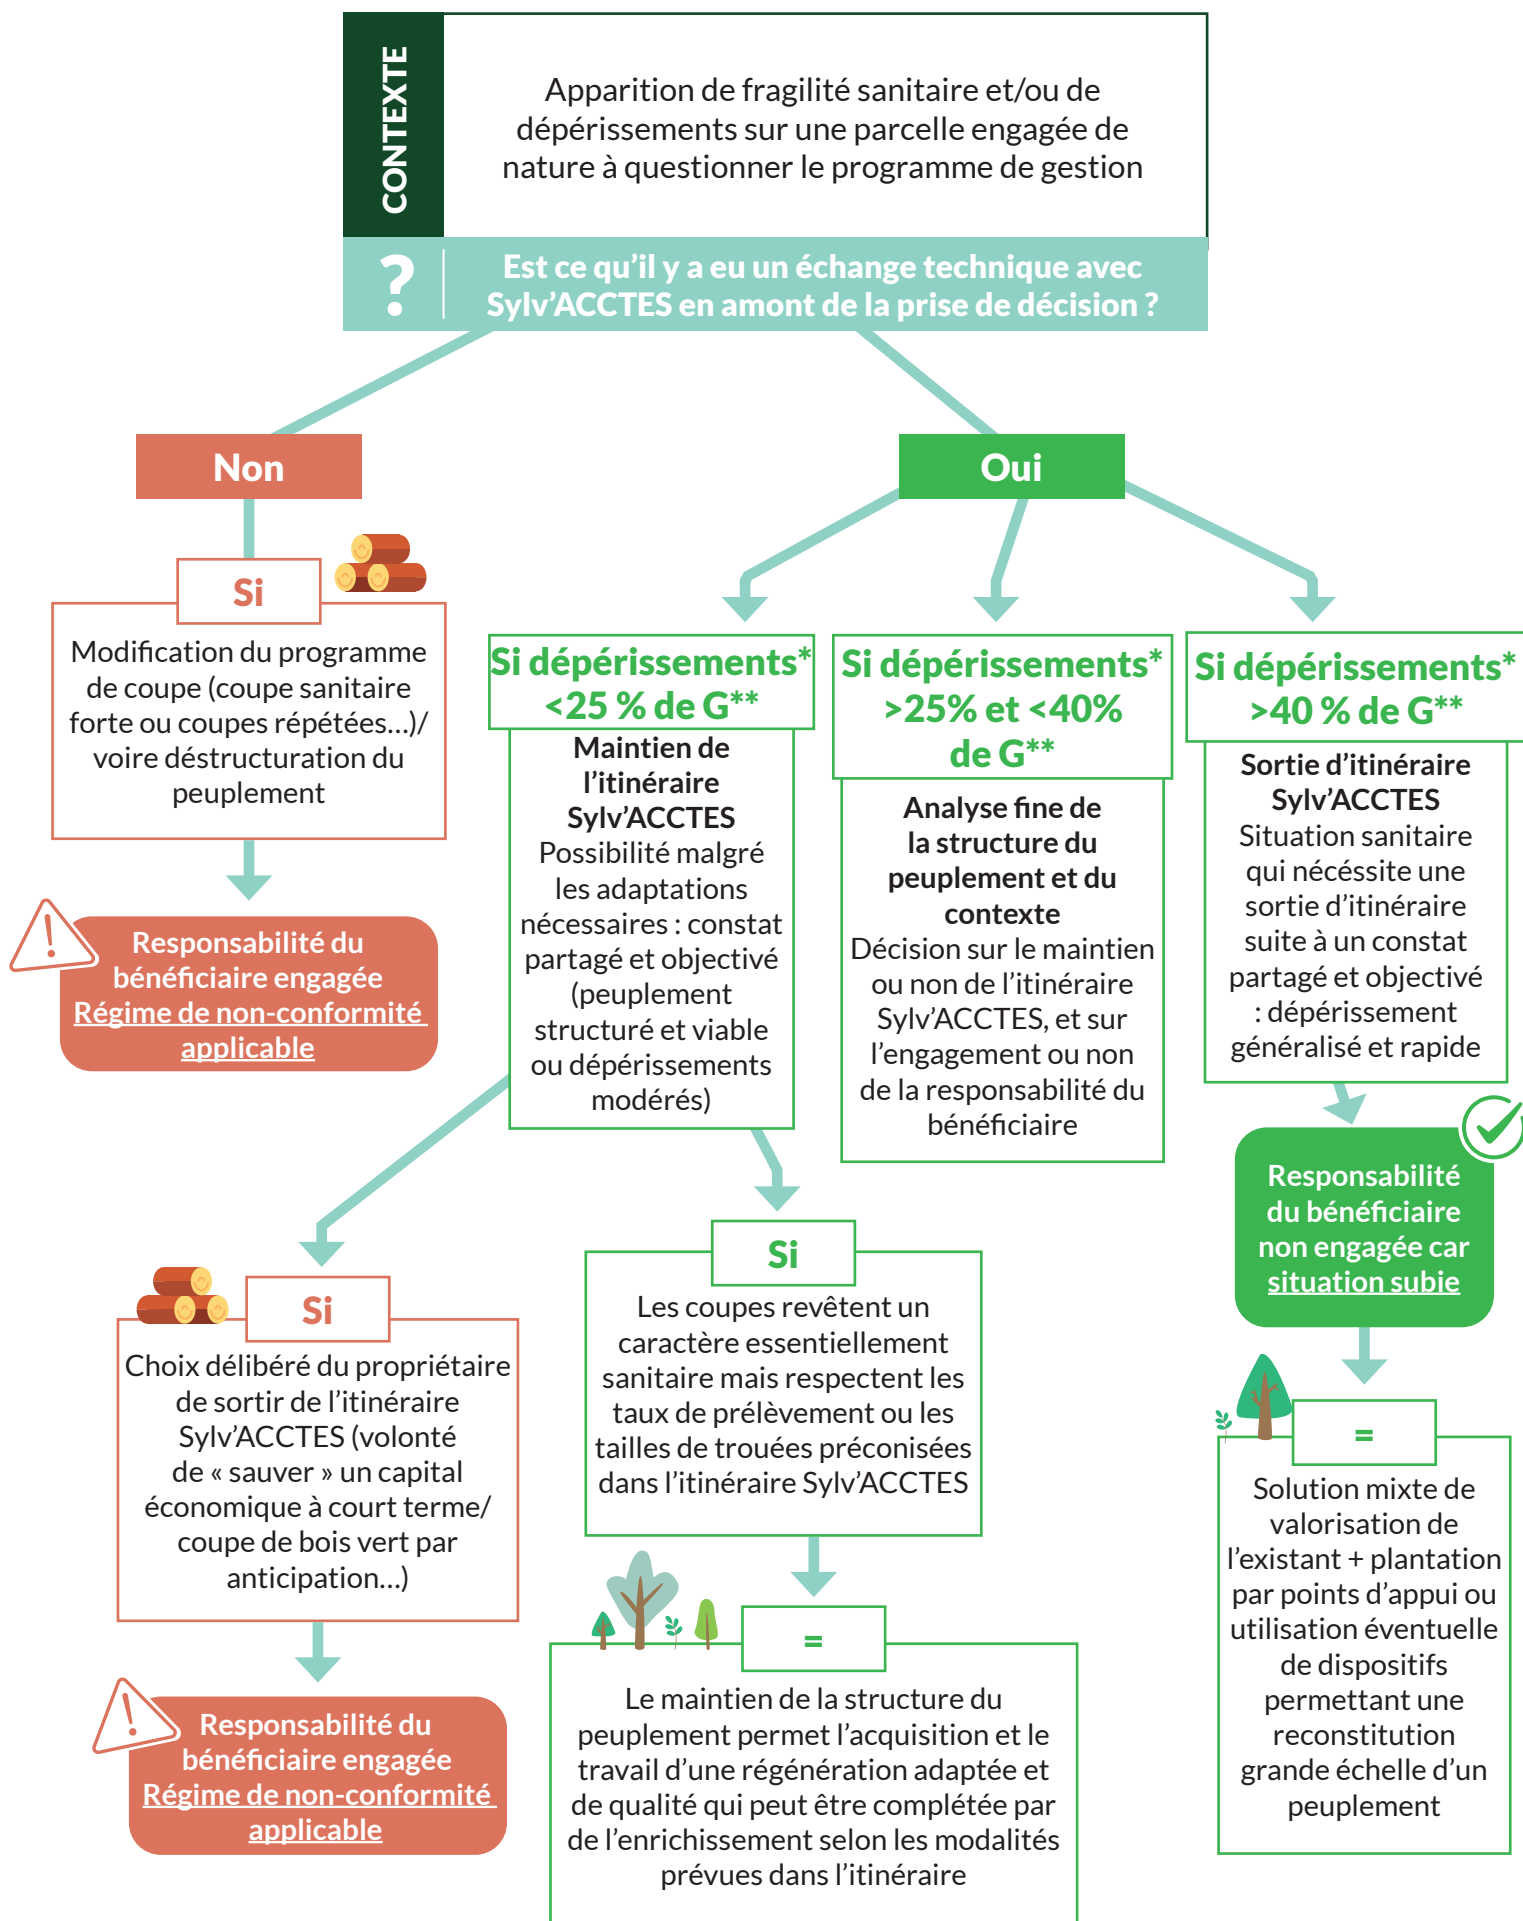 CONTEXTE
Apparition de fragilité sanitaire et/ou de
dépérissements sur une parcelle engagée de
nature à questionner le programme de gestion
?
Est ce qu'il y a eu un échange technique avec
Sylv'ACCTES en amont de la prise de décision ?
Non
Oui
Si
Modification du programme
de coupe (coupe sanitaire
forte ou coupes répétées...)/
voire déstructuration du
peuplement
Responsabilité du
bénéficiaire engagée
Régime de non-conformité
applicable
Si dépérissements*
<25 % de G**
Maintien de
l'itinéraire
Sylv'ACCTES
Possibilité malgré
les adaptations
nécessaires : constat
partagé et objectivé
(peuplement
structuré et viable
ou dépérissements
modérés)
Si dépérissements*
>25% et <40%
de G**
Analyse fine de
la structure du
peuplement et du
contexte
Décision sur le maintien
ou non de l'itinéraire
Sylv'ACCTES, et sur
l'engagement ou non
de la responsabilité du
bénéficiaire
Si dépérissements*
>40 % de G**
Sortie d'itinéraire
Sylv'ACCTES
Situation sanitaire
qui nécéssite une
sortie d'itinéraire
suite à un constat
partagé et objectivé
: dépérissement
généralisé et rapide
Responsabilité
du bénéficiaire
non engagée car
situation subie
=
Solution mixte de
valorisation de
l'existant + plantation
par points d'appui ou
utilisation éventuelle
de dispositifs
permettant une
reconstitution
grande échelle d'un
peuplement
Si
Choix délibéré du propriétaire
de sortir de l'itinéraire
Sylv'ACCTES (volonté
de « sauver » un capital
économique à court terme/
coupe de bois vert par
anticipation...)
Responsabilité du
bénéficiaire engagée
Régime de non-conformité
applicable
Si
Les coupes revêtent un
caractère essentiellement
sanitaire mais respectent les
taux de prélèvement ou les
tailles de trouées préconisées
dans l'itinéraire Sylv'ACCTES
=
Le maintien de la structure du
peuplement permet l'acquisition et le
travail d'une régénération adaptée et
de qualité qui peut être complétée par
de l'enrichissement selon les modalités
prévues dans l'itinéraire